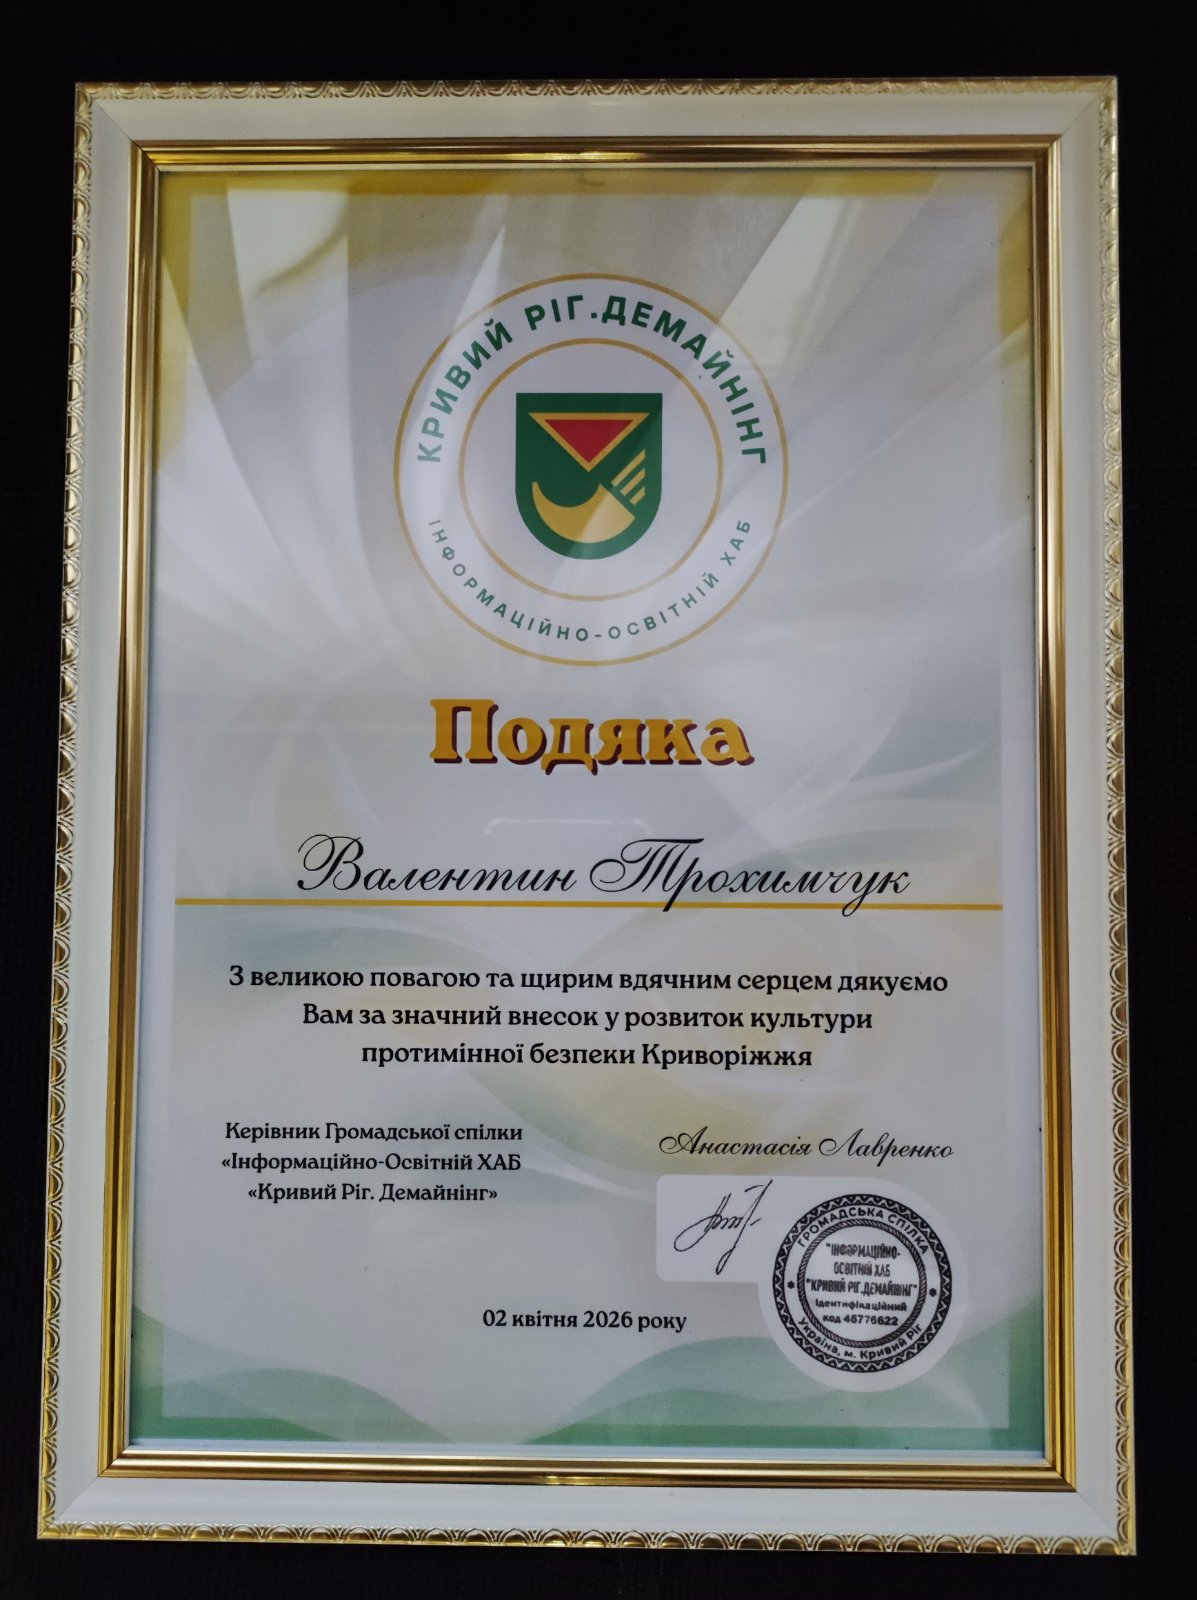 КРИВИЙ РІГ.ДЕМАЙНІНГ
ІНФОРМАЦІЙНО-ОСВІТНІЙ ХАБ
Подяка
Валентин Трохимчук
З великою повагою та щирим вдячним серцем дякуємо
Вам за значний внесок у розвиток культури
протимінної безпеки Криворіжжя
Керівник Громадської спілки
«Інформаційно-Освітній ХАБ
«Кривий Ріг. Демайнінг»
Анастасія Лавренко
ГРОМАДСЬКА СПІЛКА
"ІНФОРМАЦІЙНО-
ОСВІТНІЙ ХАБ
"КРИВИЙ РІГ.ДЕМАЙНІНГ"
Ідентифікаційний
код 45776622
Україна, м. Кривий Ріг
02 квітня 2026 року